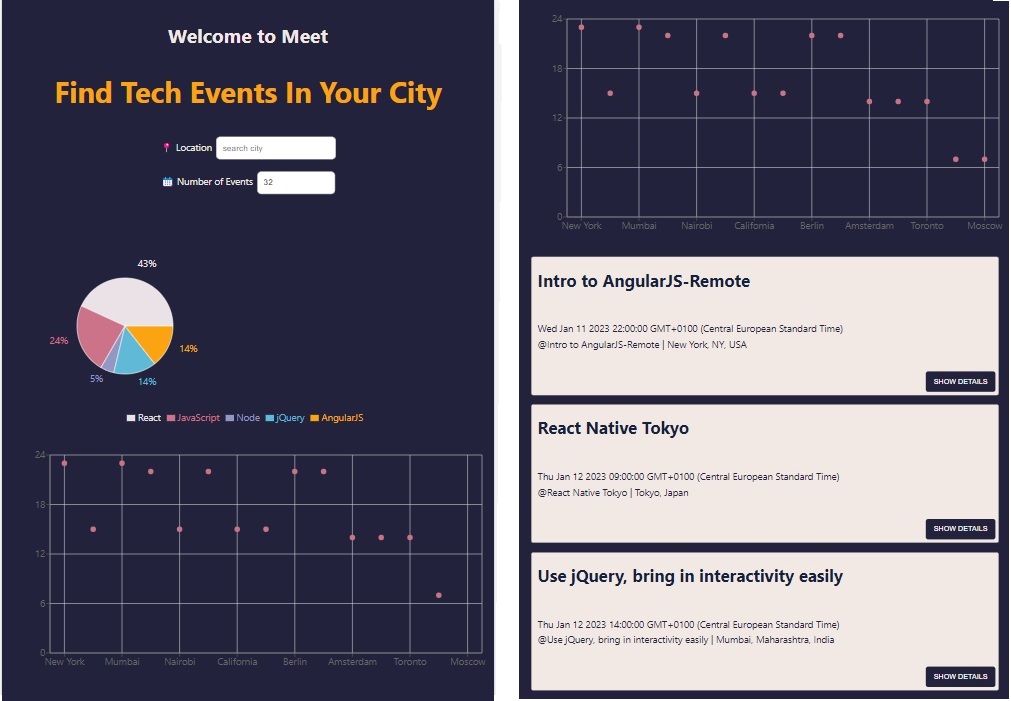 Welcome to Meet
Find Tech Events In Your City
Location search city
Number of Events 32
43%
24%
14%
5%
14%
React JavaScript Node jQuery AngularJS
24
18
12
6
0
New York Mumbai Nairobi California Berlin Amsterdam Toronto Moscow
24
18
12
6
0
New York Mumbai Nairobi California Berlin Amsterdam Toronto Moscow
Intro to AngularJS-Remote
Wed Jan 11 2023 22:00:00 GMT+0100 (Central European Standard Time)
@Intro to AngularJS-Remote | New York, NY, USA
SHOW DETAILS
React Native Tokyo
Thu Jan 12 2023 09:00:00 GMT+0100 (Central European Standard Time)
@React Native Tokyo | Tokyo, Japan
SHOW DETAILS
Use jQuery, bring in interactivity easily
Thu Jan 12 2023 14:00:00 GMT+0100 (Central European Standard Time)
@Use jQuery, bring in interactivity easily | Mumbai, Maharashtra, India
SHOW DETAILS